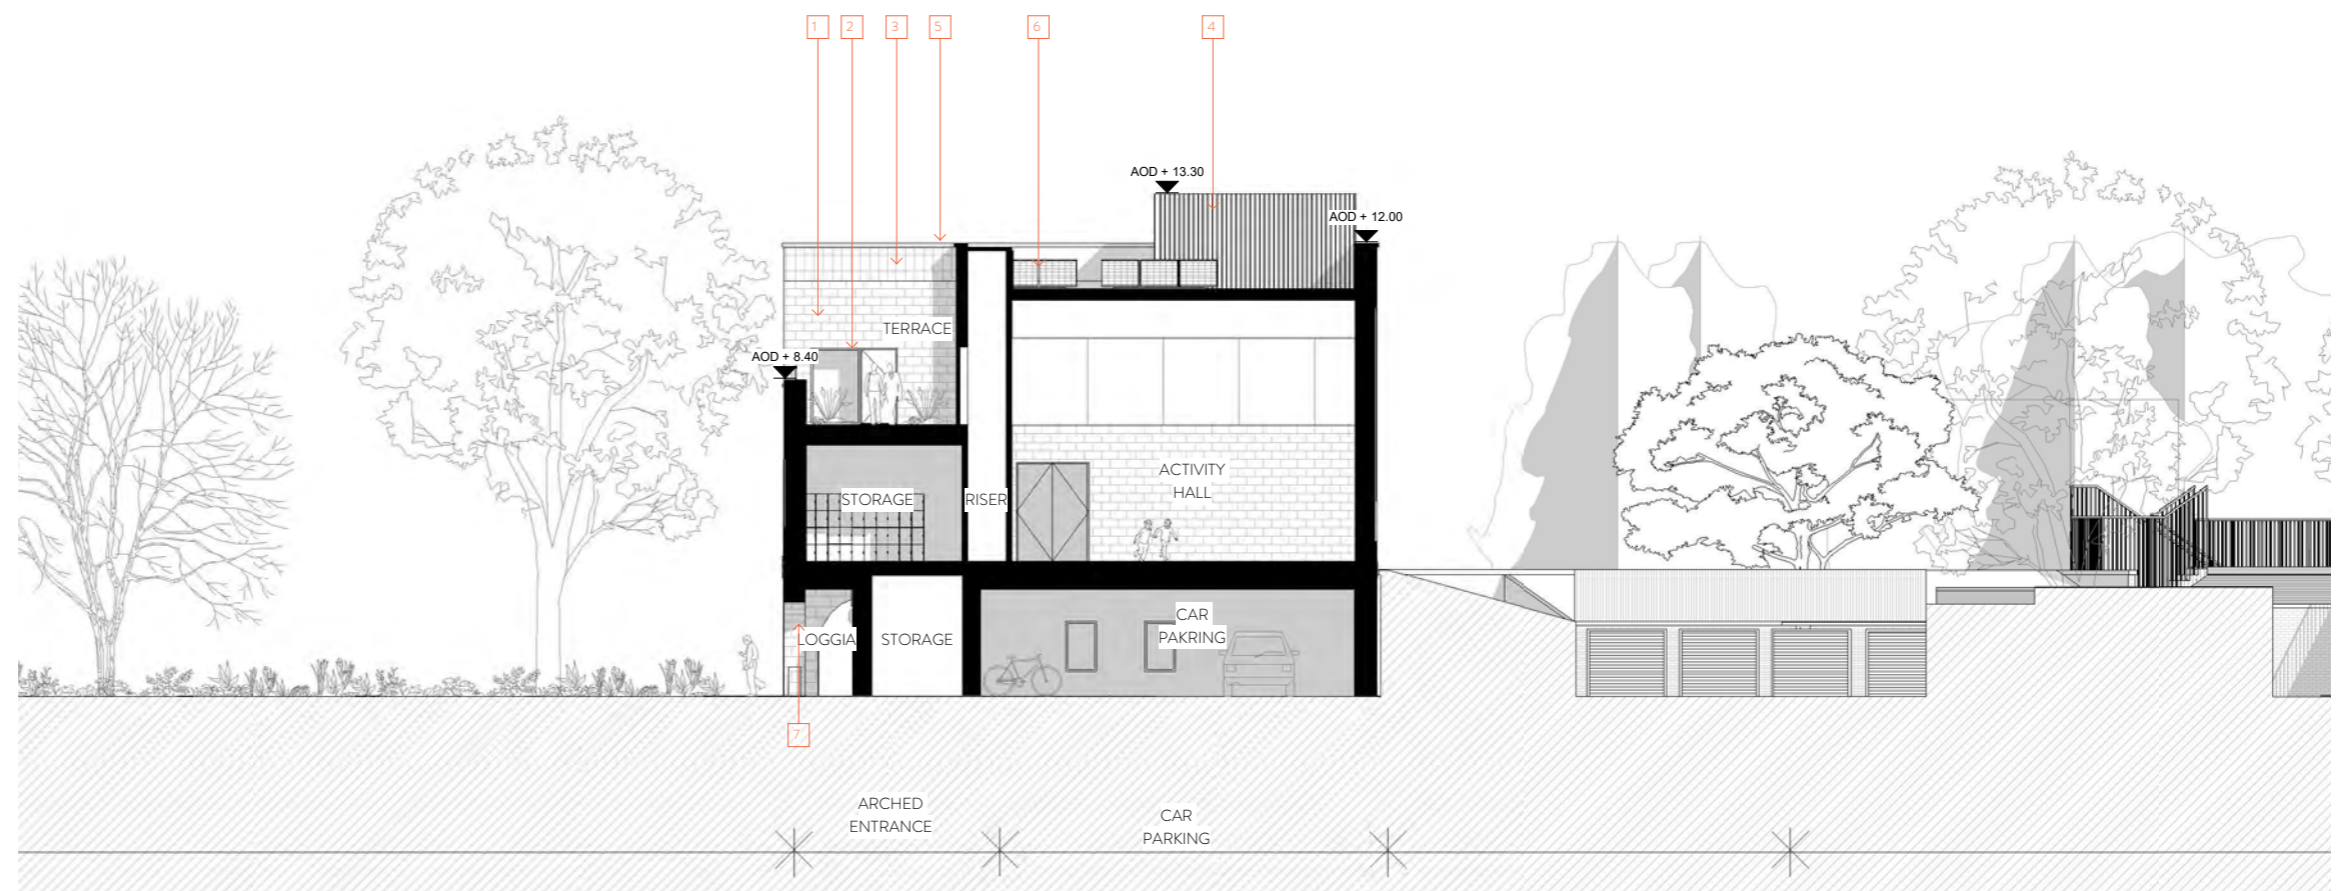 1 2 3 5 6 4
AOD + 13.30
AOD + 12.00
TERRACE
AOD + 8.40
ACTIVITY
HALL
STORAGE
RISER
LOGGIA
STORAGE
CAR
PAKRING
7
ARCHED
ENTRANCE
CAR
PARKING